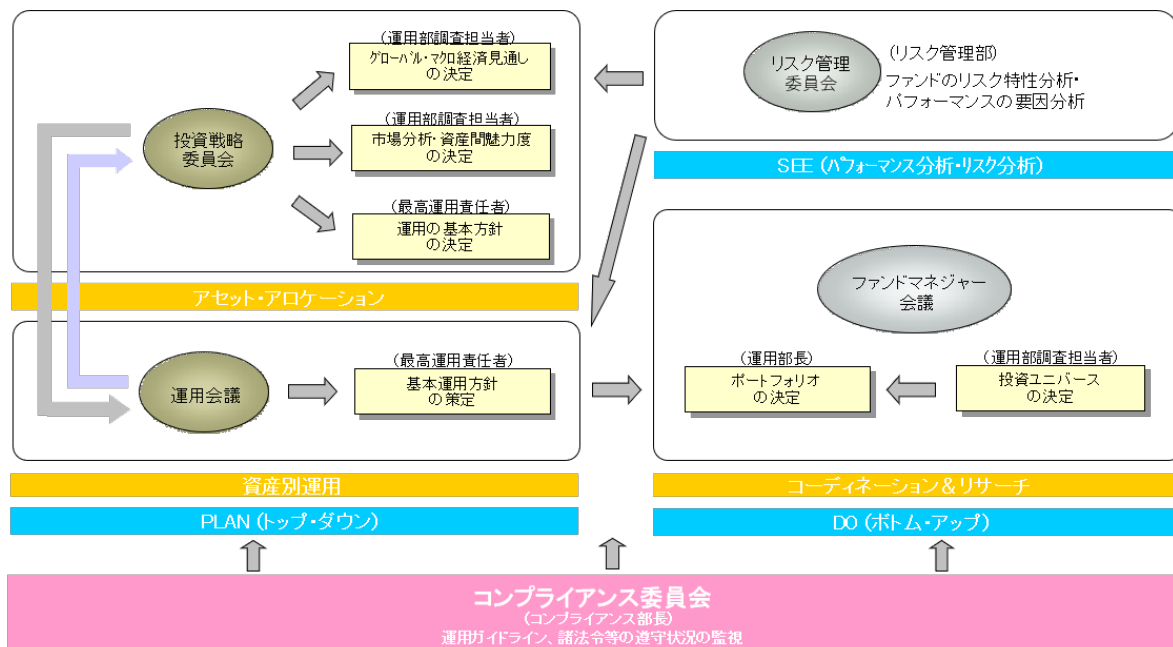 (運用部調査担当者)
グローバル・マクロ経済見通し
の決定
投資戦略
委員会
(運用部調査担当者)
市場分析・資産間魅力度
の決定
(最高運用責任者)
運用の基本方針
の決定
アセット・アロケーション
運用会議
(最高運用責任者)
基本運用方針
の策定
資産別運用
PLAN (トップ・ダウン)
リスク管理
委員会
(リスク管理部)
ファンドのリスク特性分析・
パフォーマンスの要因分析
SEE (パフォーマンス分析・リスク分析)
ファンドマネジャー
会議
(運用部長)
ポートフォリオ
の決定
(運用部調査担当者)
投資ユニバース
の決定
コーディネーション&リサーチ
DO (ボトム・アップ)
コンプライアンス委員会
(コンプライアンス部長)
運用ガイドライン、諸法令等の遵守状況の監視